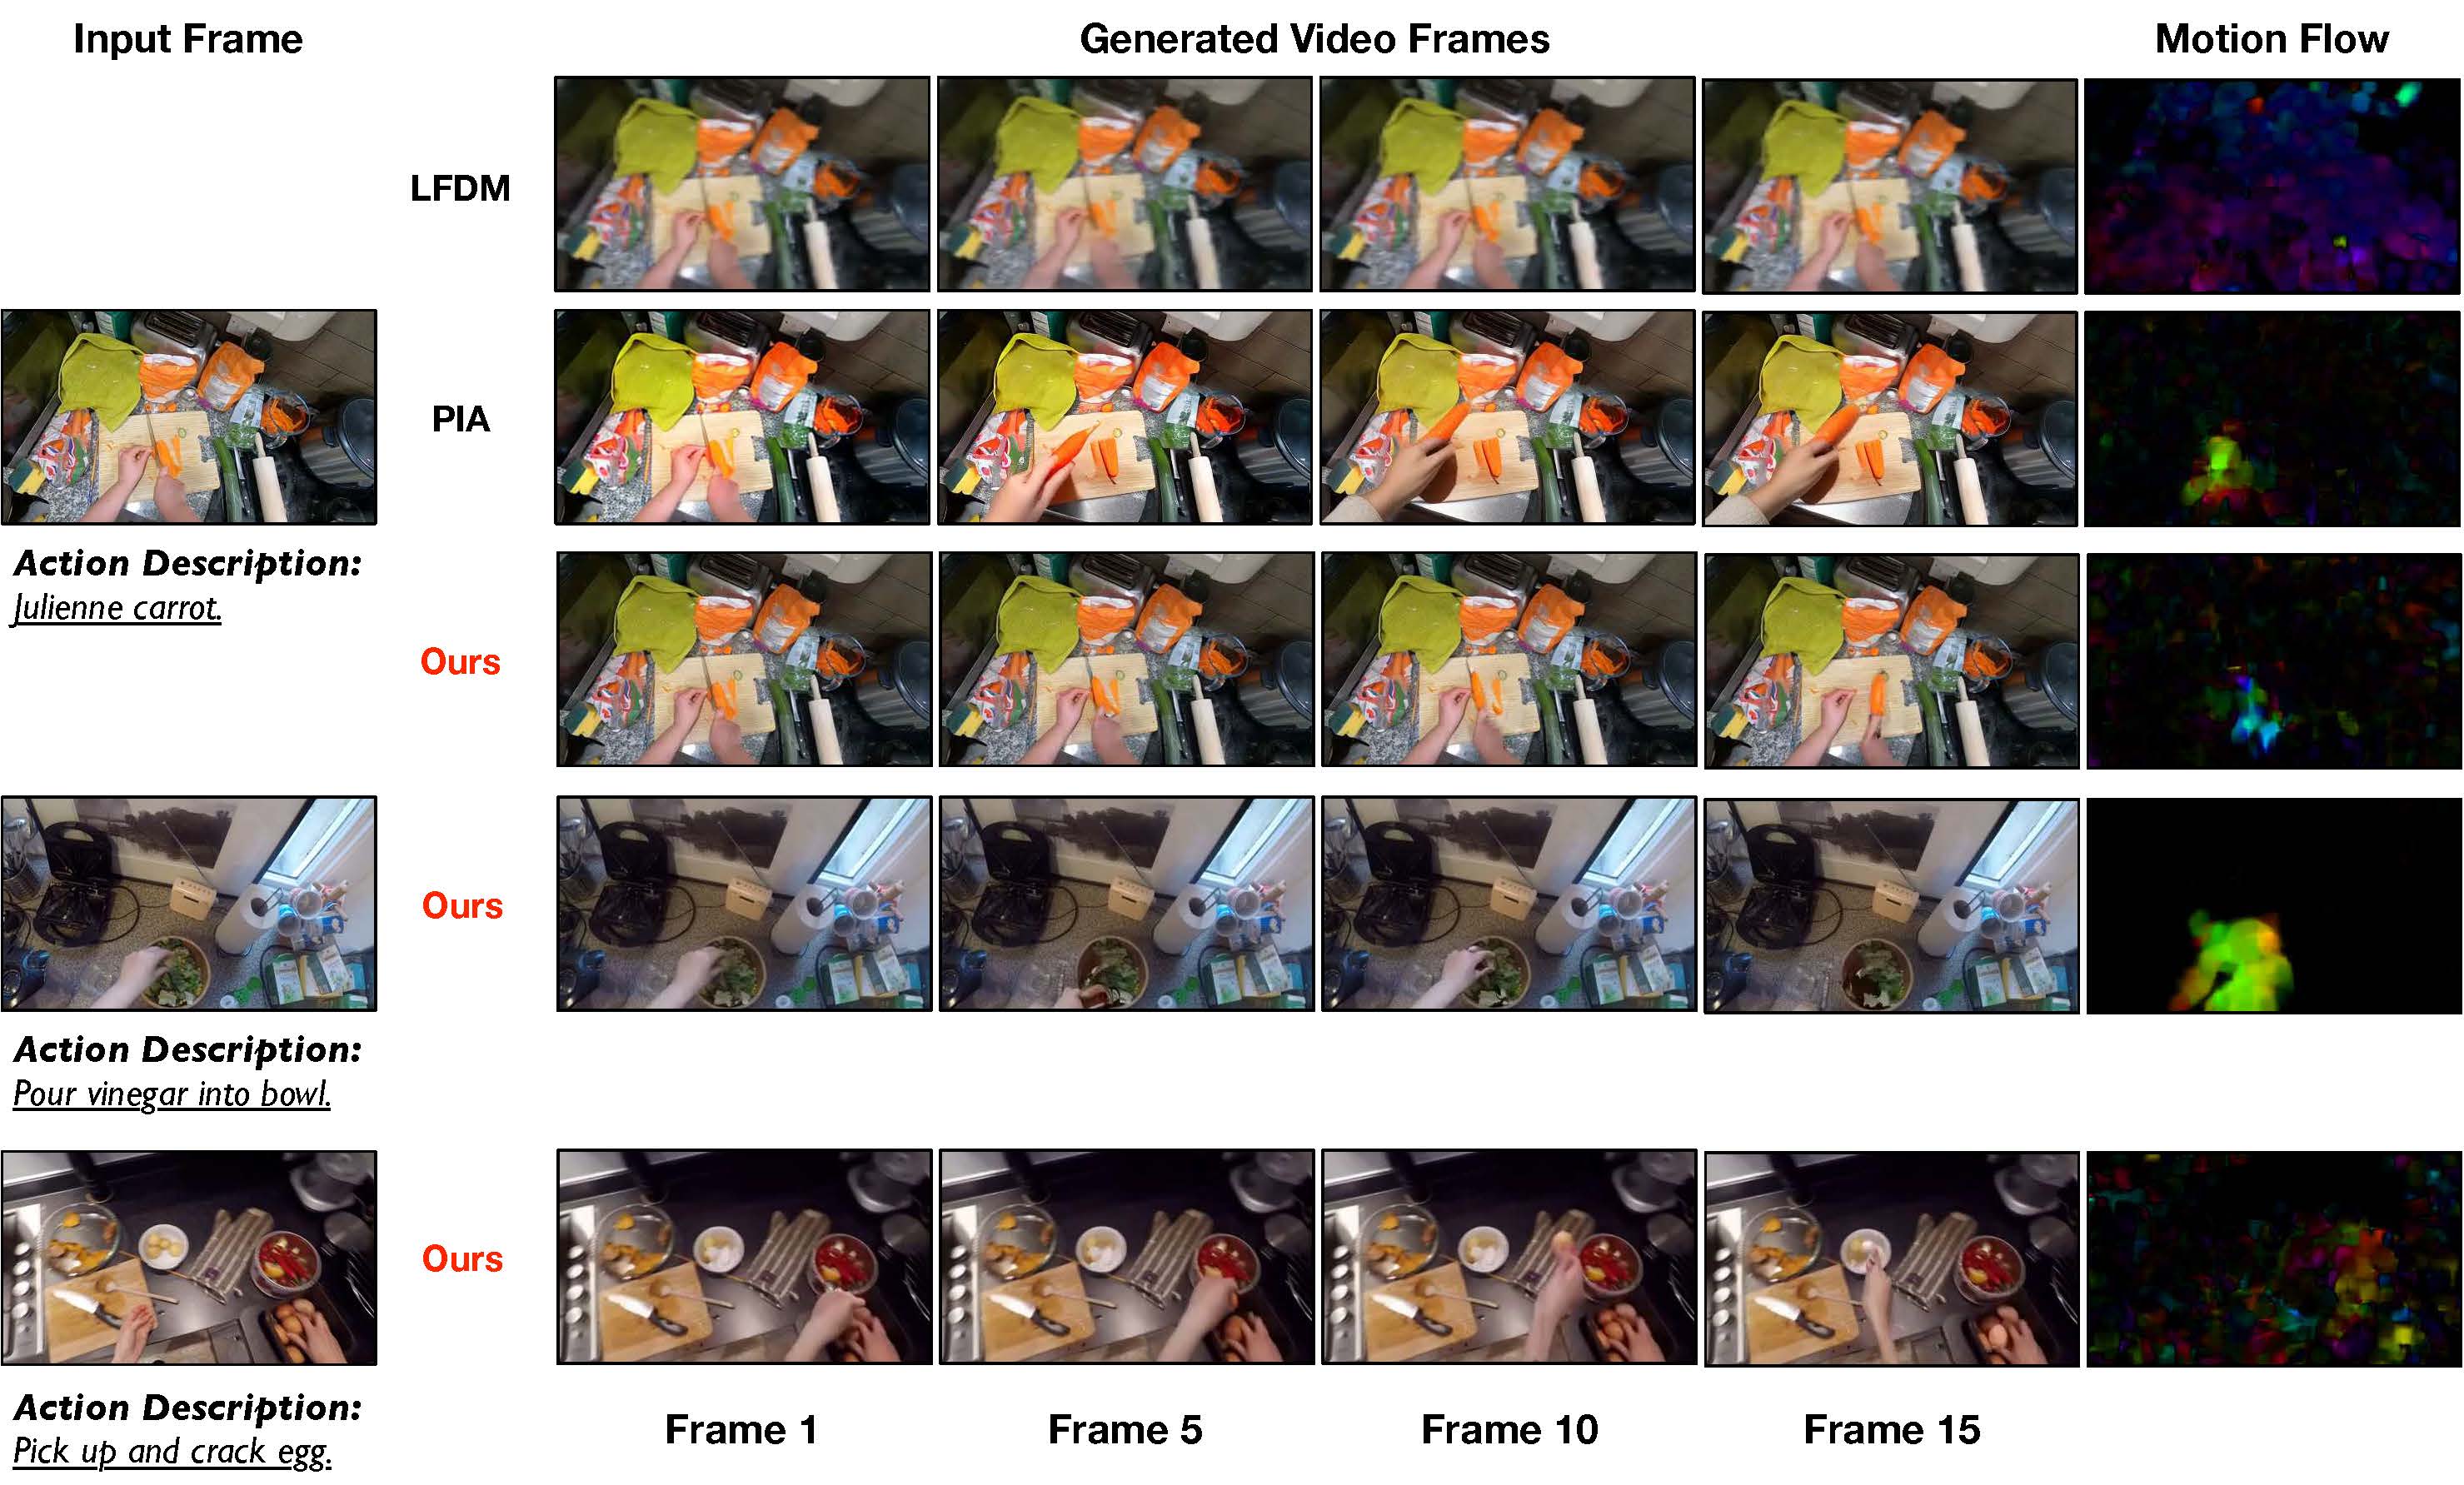 Input Frame
Generated Video Frames
Motion Flow
LFDM
PIA
Action Description:
Julienne carrot.
Ours
Ours
Action Description:
Pour vinegar into bowl.
Ours
Action Description:
Pick up and crack egg.
Frame 1
Frame 5
Frame 10
Frame 15